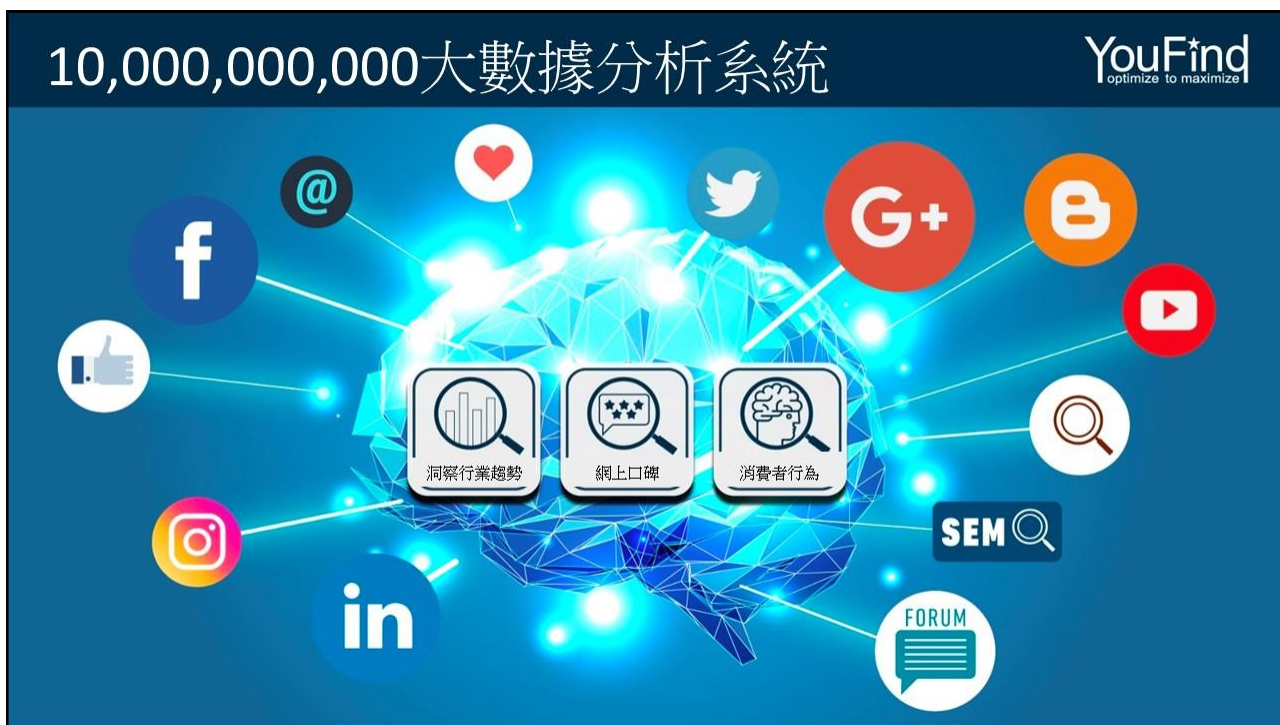 10,000,000,000大數據分析系統
YouFind
optimize to maximize
@
f
G+
B
洞察行業趨勢
網上口碑
消費者行為
SEM
in
FORUM